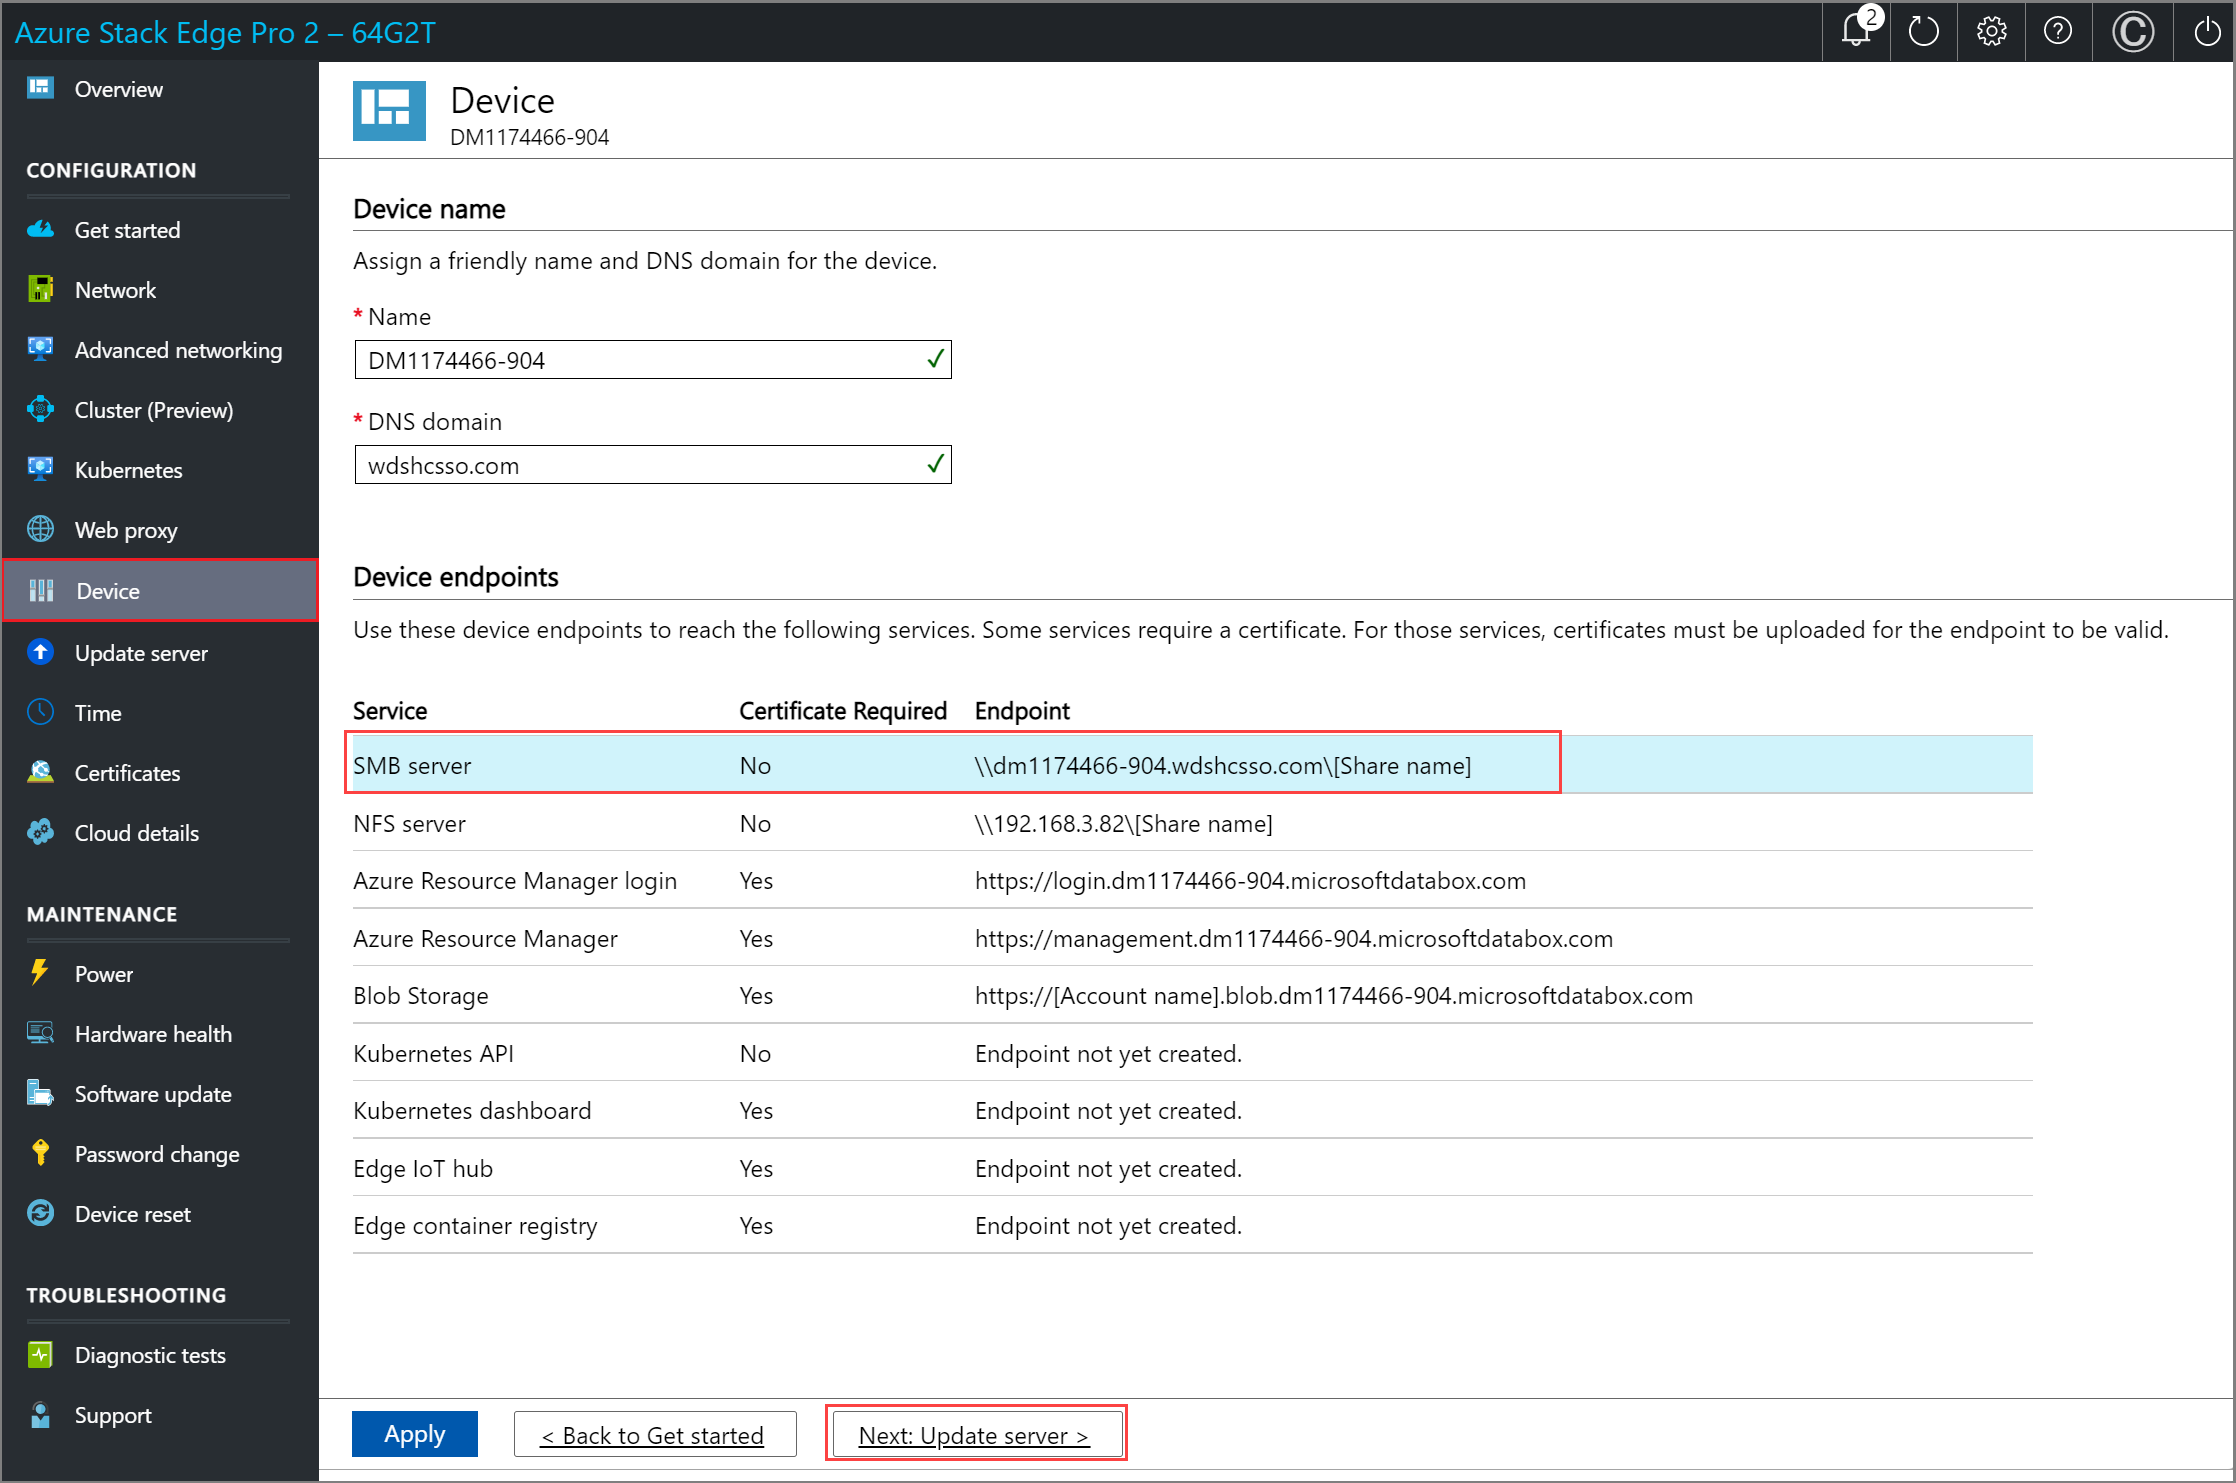 Azure Stack Edge Pro 2 – 64G2T
2
Overview
CONFIGURATION
Get started
Network
Advanced networking
Cluster (Preview)
Kubernetes
Web proxy
Device
Update server
Time
Certificates
Cloud details
MAINTENANCE
Power
Hardware health
Software update
Password change
Device reset
TROUBLESHOOTING
Diagnostic tests
Support
Device
DM1174466-904
Device name
Assign a friendly name and DNS domain for the device.
* Name
DM1174466-904
* DNS domain
wdshcsso.com
Device endpoints
Use these device endpoints to reach the following services. Some services require a certificate. For those services, certificates must be uploaded for the endpoint to be valid.
Service Certificate Required Endpoint
SMB server No \\dm1174466-904.wdshcsso.com\[Share name]
NFS server No \\192.168.3.82\[Share name]
Azure Resource Manager login Yes https://login.dm1174466-904.microsoftdatabox.com
Azure Resource Manager Yes https://management.dm1174466-904.microsoftdatabox.com
Blob Storage Yes https://[Account name].blob.dm1174466-904.microsoftdatabox.com
Kubernetes API No Endpoint not yet created.
Kubernetes dashboard Yes Endpoint not yet created.
Edge IoT hub Yes Endpoint not yet created.
Edge container registry Yes Endpoint not yet created.
Apply < Back to Get started Next: Update server >